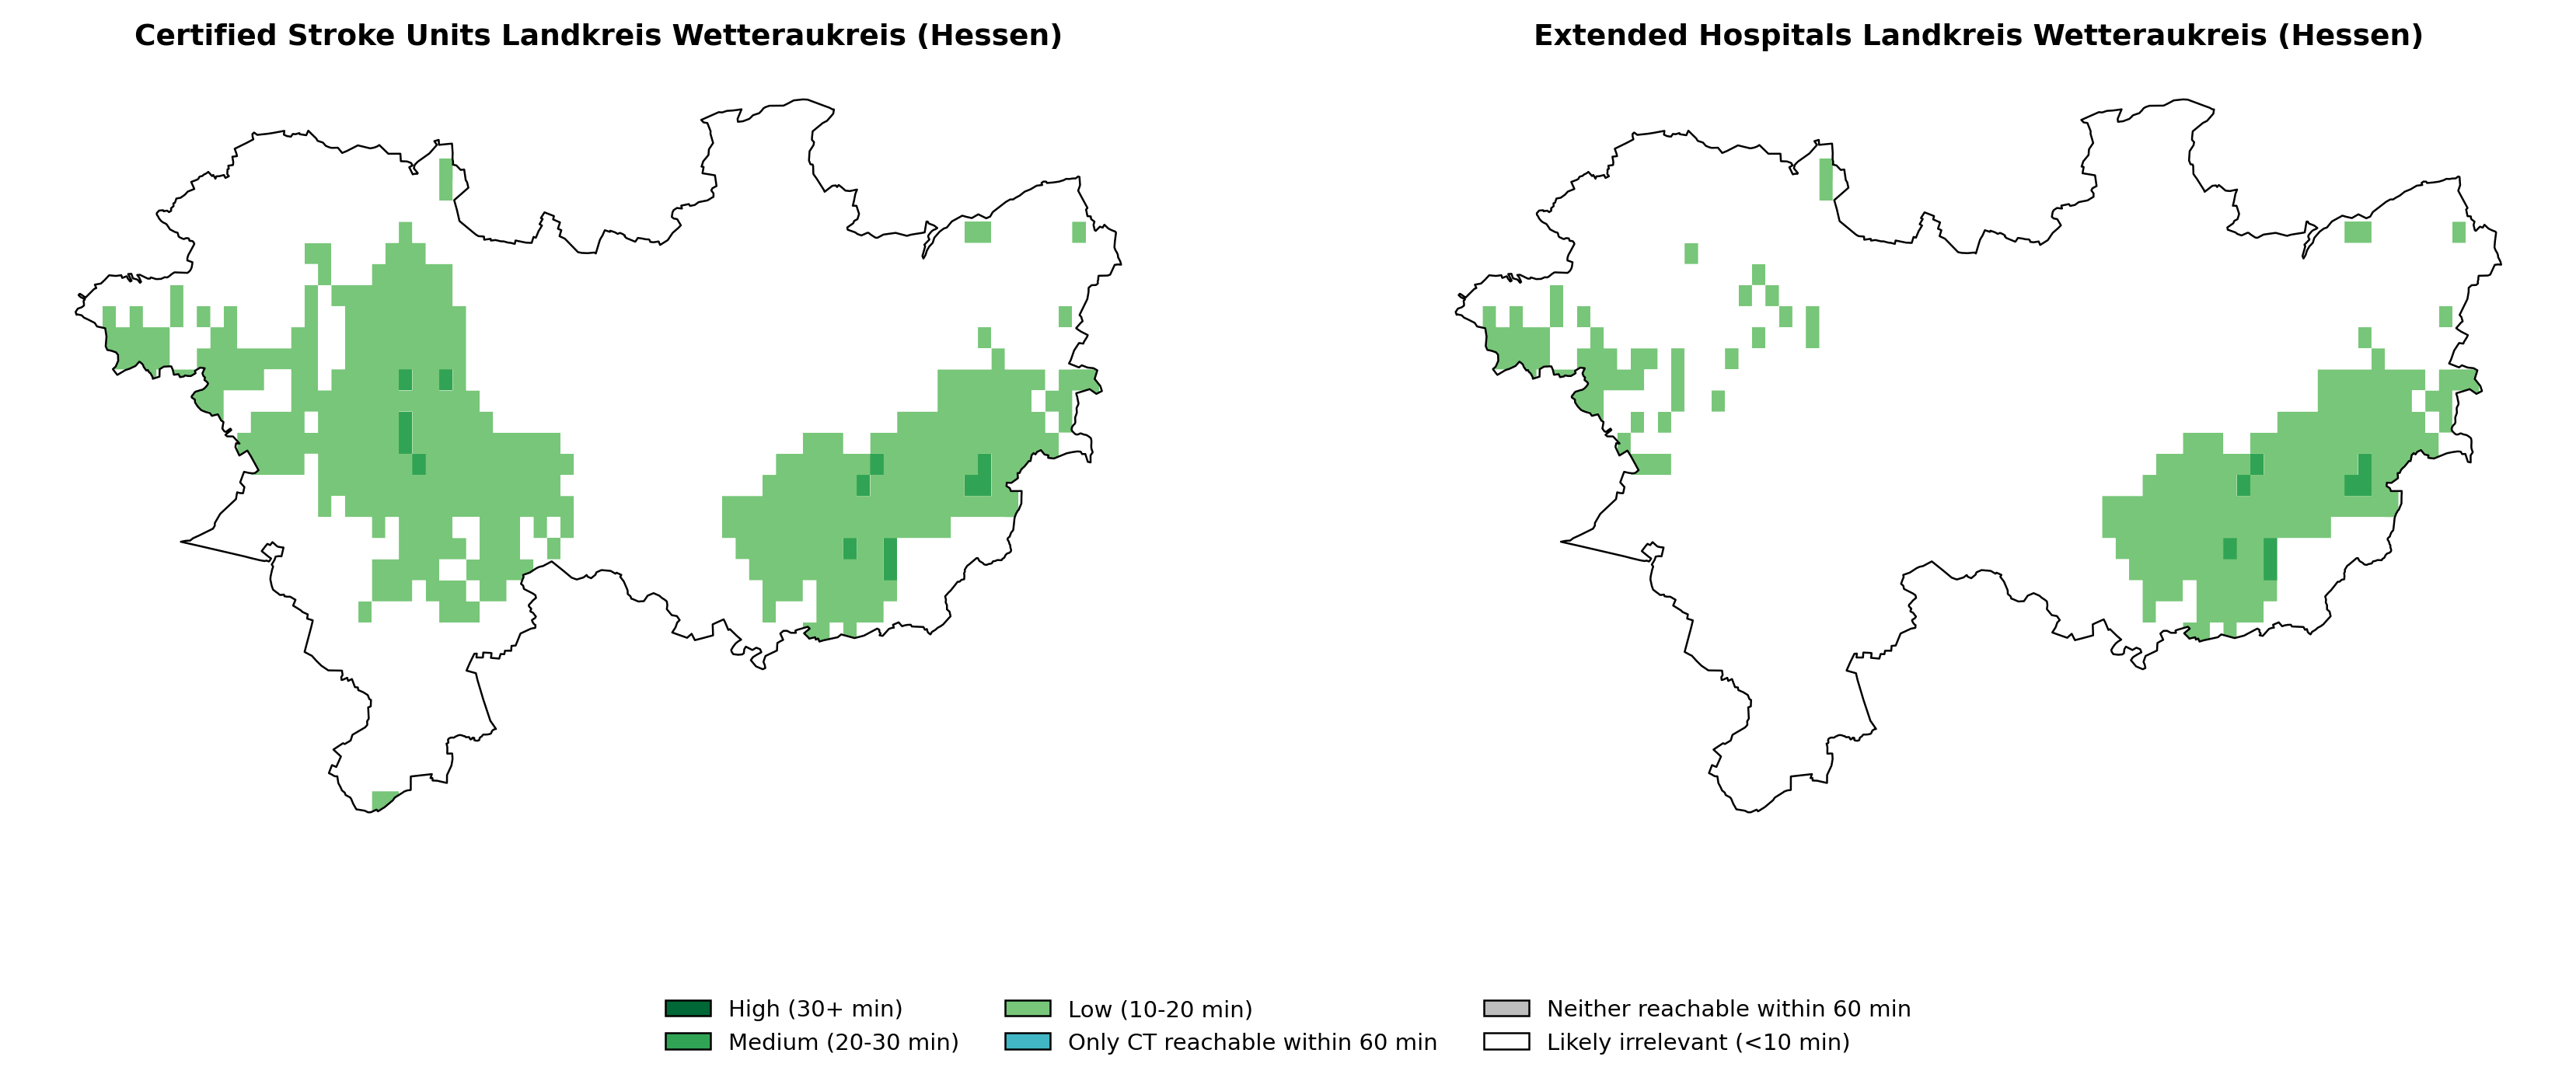 Certified Stroke Units Landkreis Wetteraukreis (Hessen)
Extended Hospitals Landkreis Wetteraukreis (Hessen)
High (30+ min)
Medium (20-30 min)
Low (10-20 min)
Only CT reachable within 60 min
Neither reachable within 60 min
Likely irrelevant (<10 min)